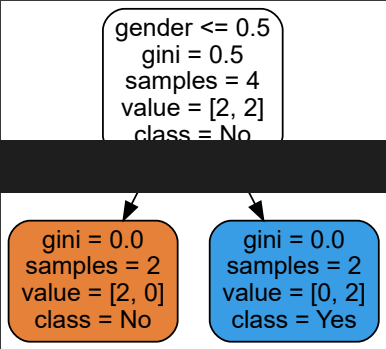 gender <= 0.5
gini = 0.5
samples = 4
value = [2, 2]
class = No
gini = 0.0
samples = 2
value = [2, 0]
class = No
gini = 0.0
samples = 2
value = [0, 2]
class = Yes